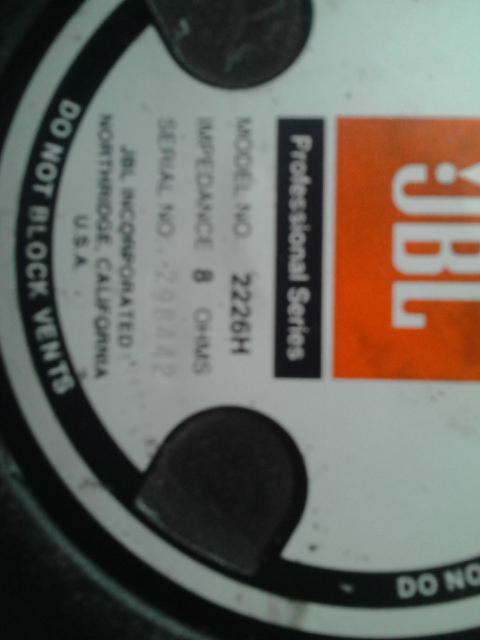 JBL
Professional Series
MODEL NO. 2226H
IMPEDANCE 8 OHMS
SERIAL NO.
JBL INCORPORATED
NORTHRIDGE, CALIFORNIA
U.S.A.
DO NOT BLOCK VENTS
DO NO